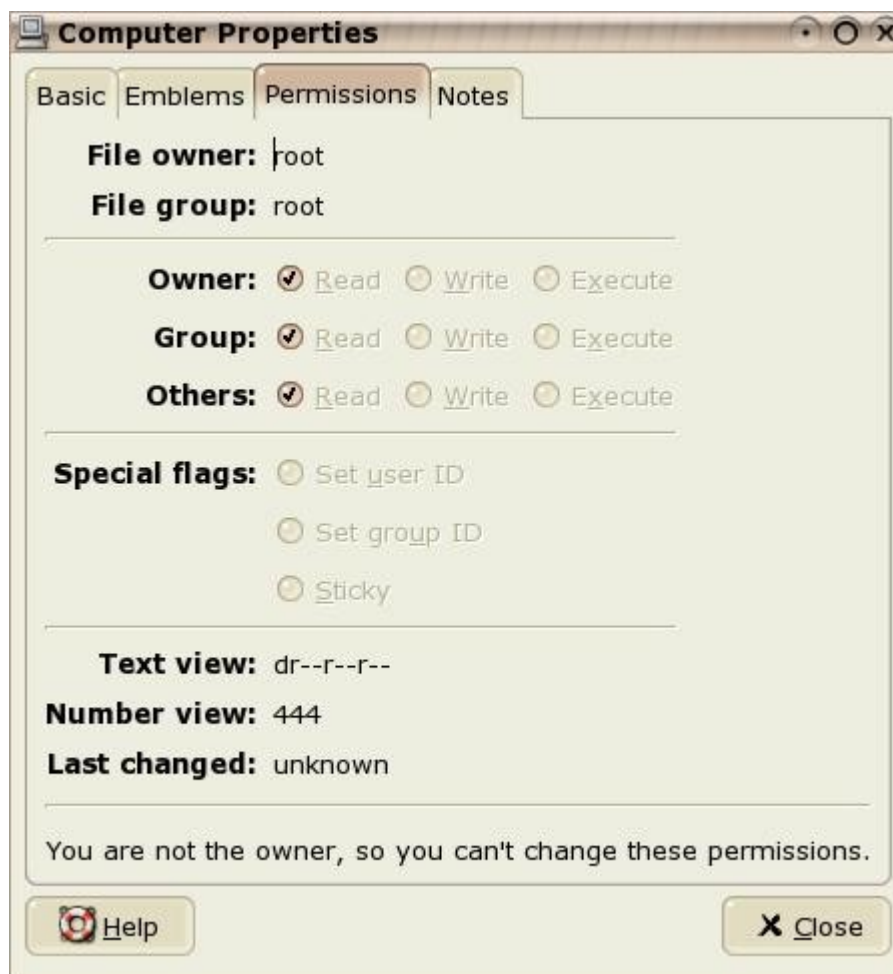 Computer Properties
Basic Emblems Permissions Notes
File owner: root
File group: root
Owner: Read Write Execute
Group: Read Write Execute
Others: Read Write Execute
Special flags: Set user ID
Set group ID
Sticky
Text view: dr--r--r--
Number view: 444
Last changed: unknown
You are not the owner, so you can't change these permissions.
Help Close